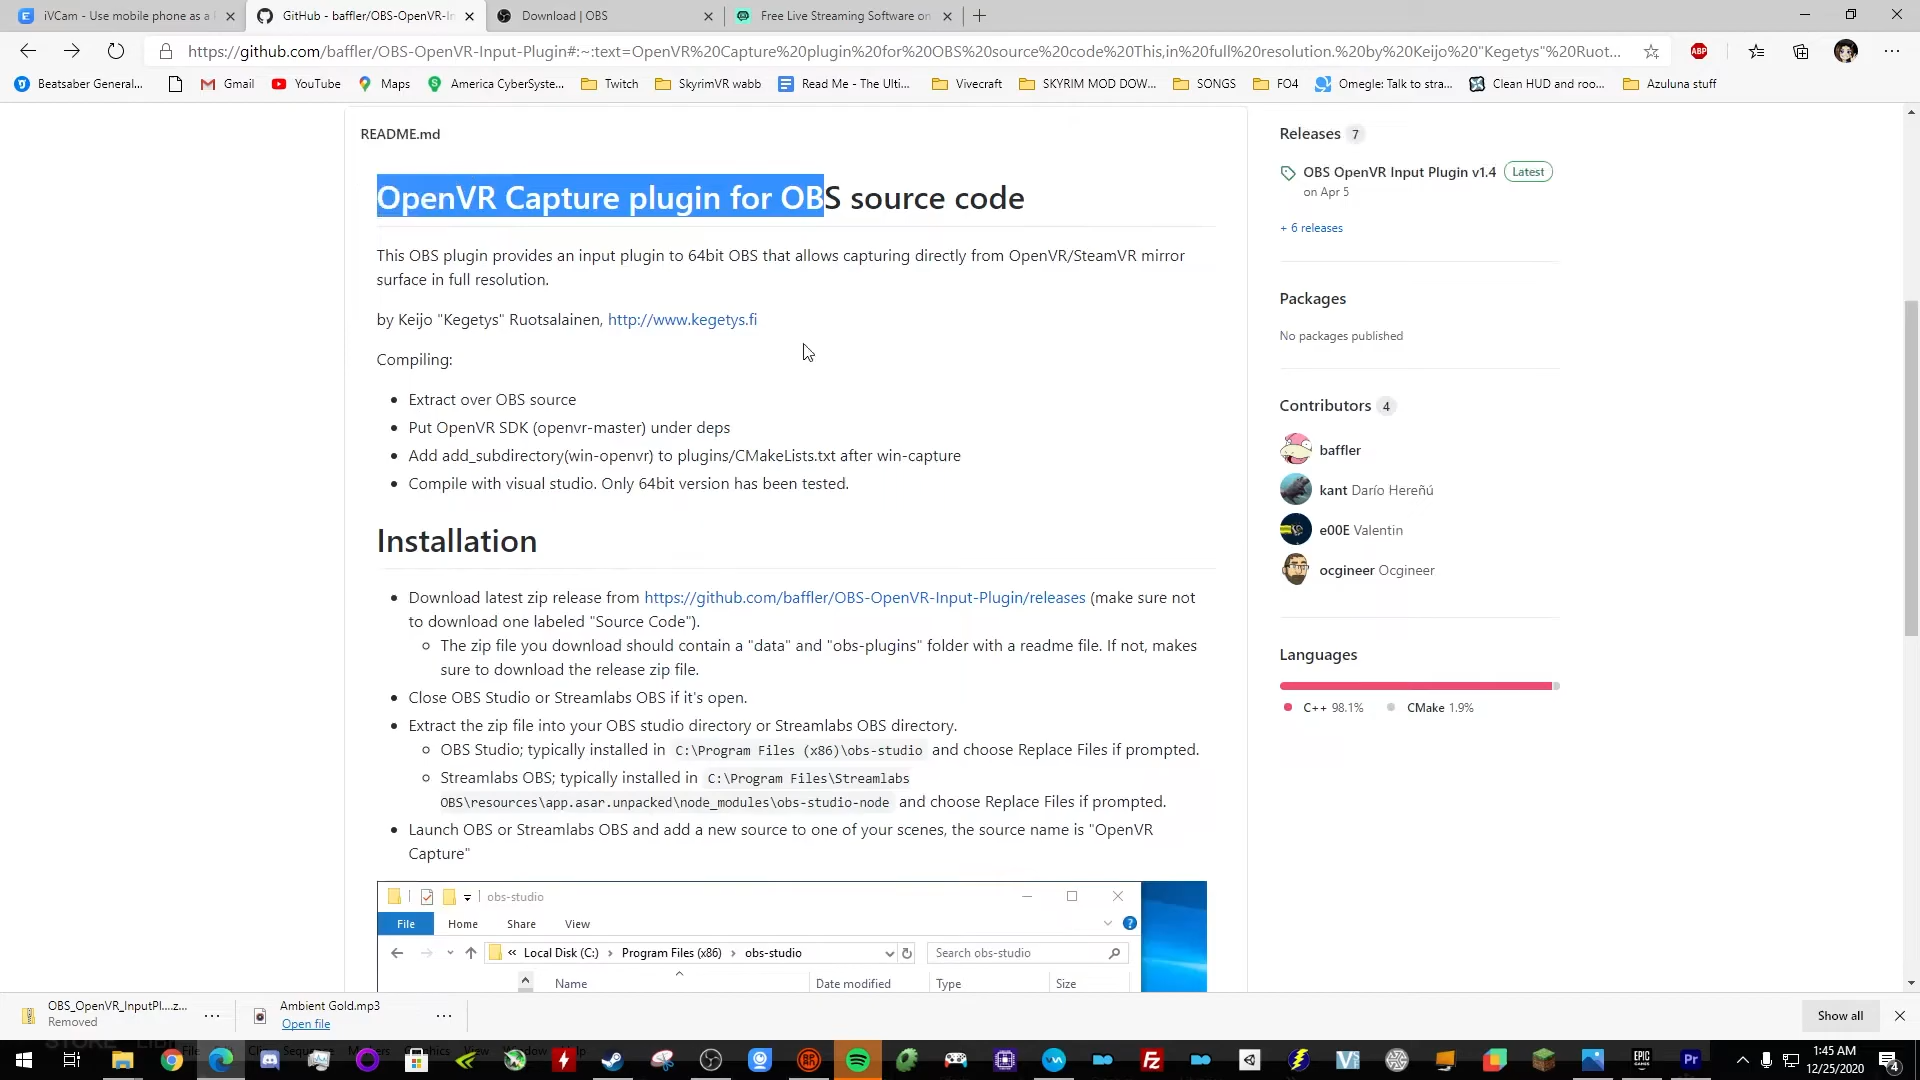 iVCam - Use mobile phone as a
GitHub - baffler/OBS-OpenVR-In
Download | OBS
Free Live Streaming Software on
https://github.com/baffler/OBS-OpenVR-Input-Plugin#:~:text=OpenVR%20Capture%20plugin%20for%20OBS%20source%20code%20This,in%20full%20resolution.%20by%20Keijo%20"Kegetys"%20Ruot...
ABP
Beatsaber General...
Gmail
YouTube
Maps
America CyberSyste...
Twitch
SkyrimVR wabb
Read Me - The Ulti...
Vivecraft
SKYRIM MOD DOW...
SONGS
FO4
Omegle: Talk to stra...
Clean HUD and roo...
Azuluna stuff
README.md
OpenVR Capture plugin for OBS source code
This OBS plugin provides an input plugin to 64bit OBS that allows capturing directly from OpenVR/SteamVR mirror
surface in full resolution.
by Keijo "Kegetys" Ruotsalainen, http://www.kegetys.fi
Compiling:
Extract over OBS source
Put OpenVR SDK (openvr-master) under deps
Add add_subdirectory(win-openvr) to plugins/CMakeLists.txt after win-capture
Compile with visual studio. Only 64bit version has been tested.
Installation
Download latest zip release from https://github.com/baffler/OBS-OpenVR-Input-Plugin/releases (make sure not
to download one labeled "Source Code").
The zip file you download should contain a "data" and "obs-plugins" folder with a readme file. If not, makes
sure to download the release zip file.
Close OBS Studio or Streamlabs OBS if it's open.
Extract the zip file into your OBS studio directory or Streamlabs OBS directory.
OBS Studio; typically installed in C:\Program Files (x86)\obs-studio and choose Replace Files if prompted.
Streamlabs OBS; typically installed in C:\Program Files\Streamlabs
OBS\resources\app.asar.unpacked\node_modules\obs-studio-node and choose Replace Files if prompted.
Launch OBS or Streamlabs OBS and add a new source to one of your scenes, the source name is "OpenVR
Capture"
obs-studio
File Home Share View
« Local Disk (C:) › Program Files (x86) › obs-studio
Search obs-studio
Name Date modified Type Size
Releases 7
OBS OpenVR Input Plugin v1.4 Latest
on Apr 5
+ 6 releases
Packages
No packages published
Contributors 4
baffler
kant Darío Hereñú
e00E Valentin
ocgineer Ocgineer
Languages
C++ 98.1% CMake 1.9%
OBS_OpenVR_InputPl....z...
Removed
Ambient Gold.mp3
Open file
Show all
STORE
1:45 AM
12/25/2020
4